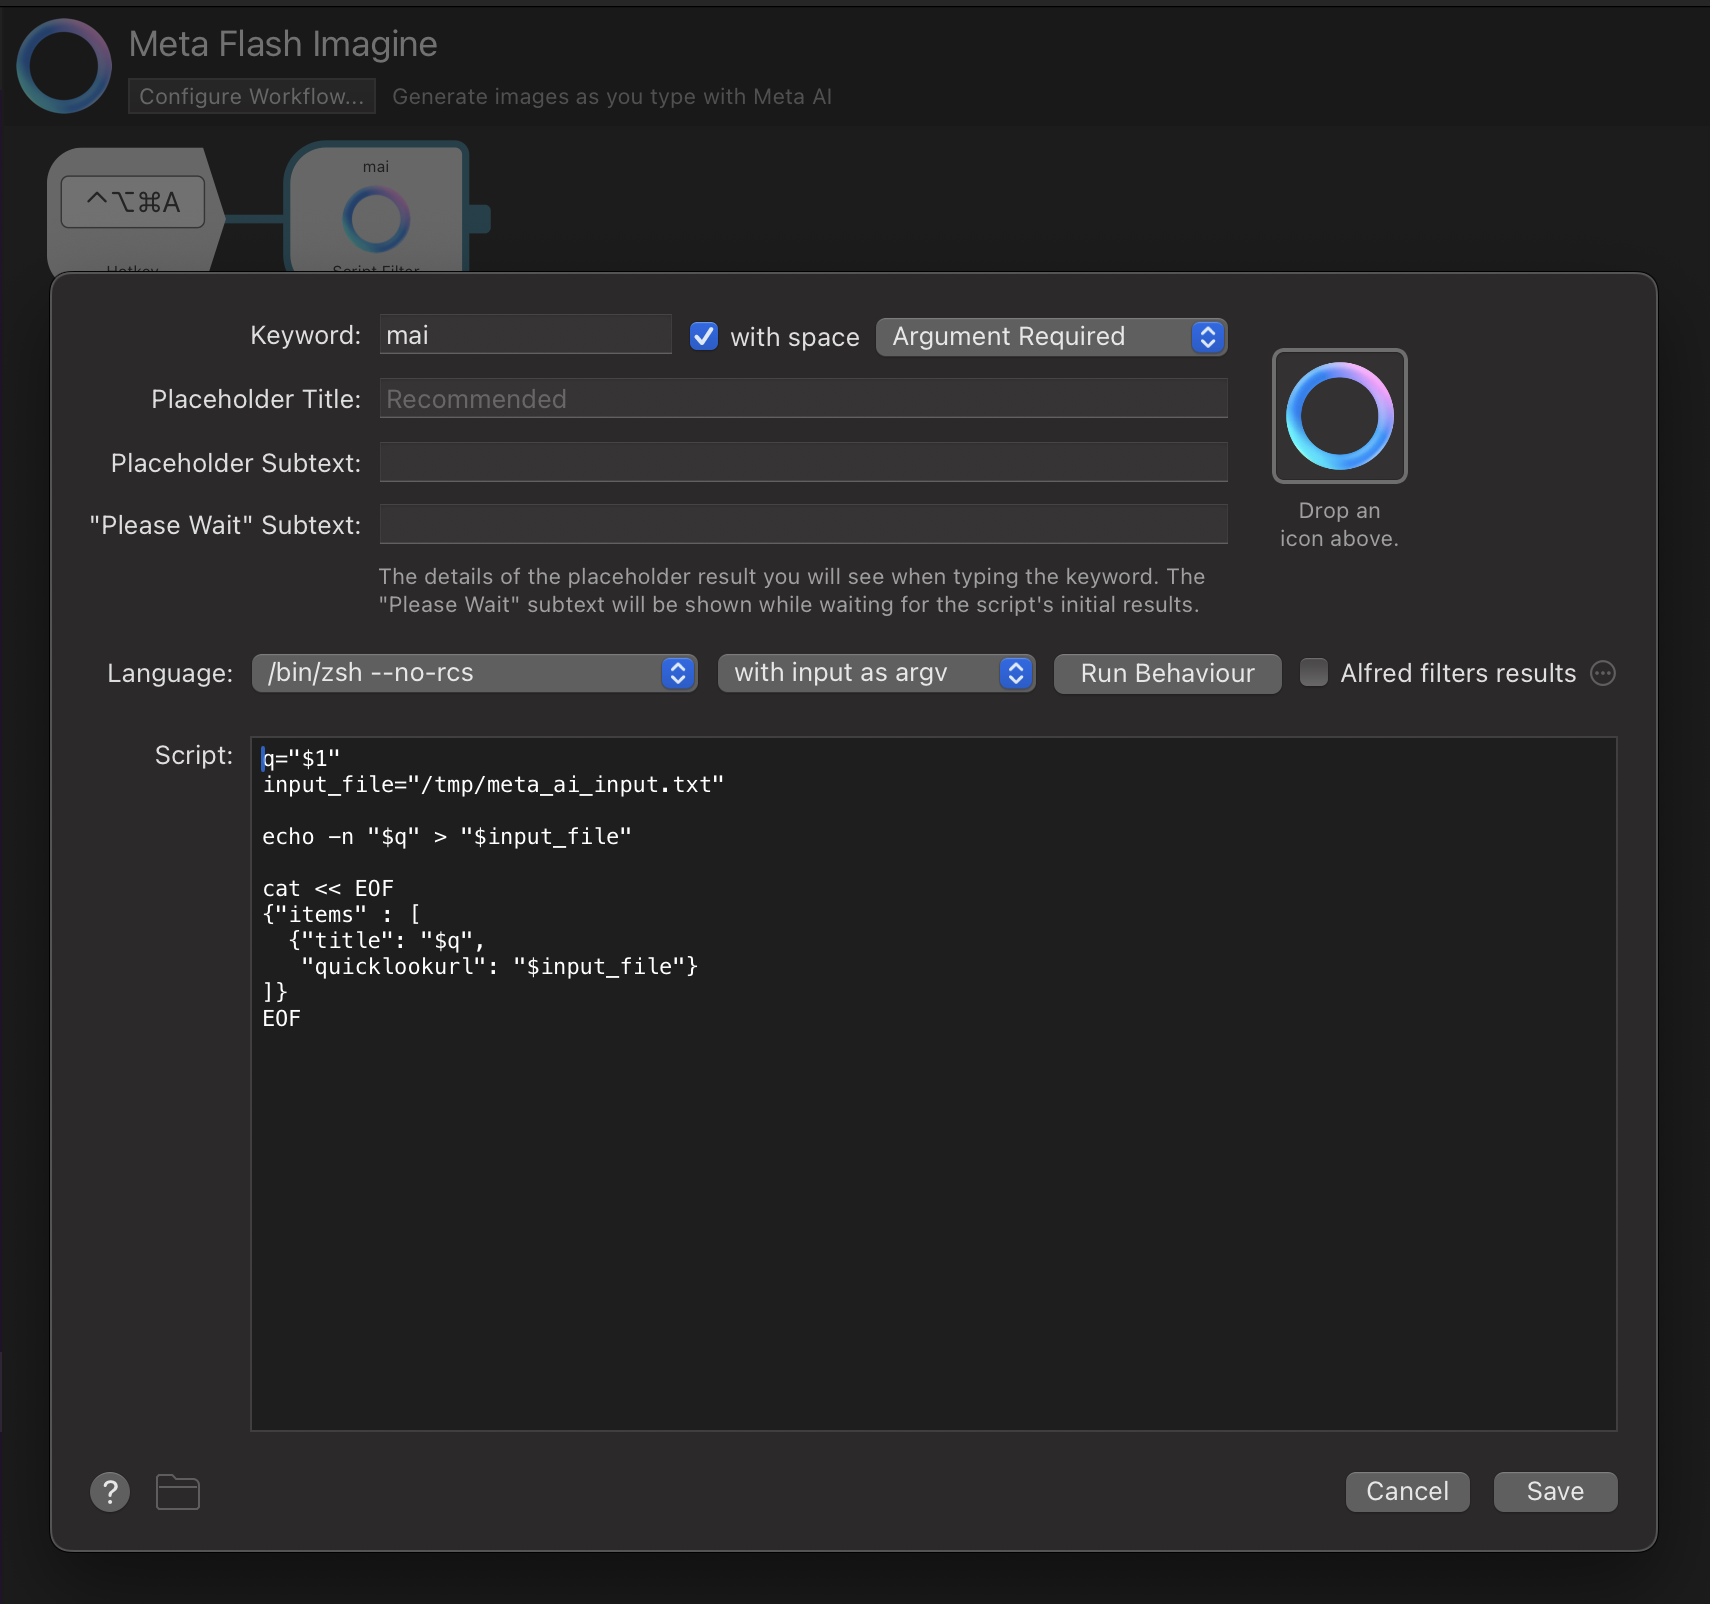 Meta Flash Imagine
Configure Workflow... Generate images as you type with Meta AI
mai
^⌥⌘A
Hotkey
Script Filter
Keyword: mai with space Argument Required
Placeholder Title: Recommended
Placeholder Subtext:
"Please Wait" Subtext:
Drop an
icon above.
The details of the placeholder result you will see when typing the keyword. The
"Please Wait" subtext will be shown while waiting for the script's initial results.
Language: /bin/zsh --no-rcs with input as argv Run Behaviour Alfred filters results
Script:
q="$1"
input_file="/tmp/meta_ai_input.txt"
echo -n "$q" > "$input_file"
cat << EOF
{"items" : [
  {"title": "$q",
   "quicklookurl": "$input_file"}
]}
EOF
? Cancel Save